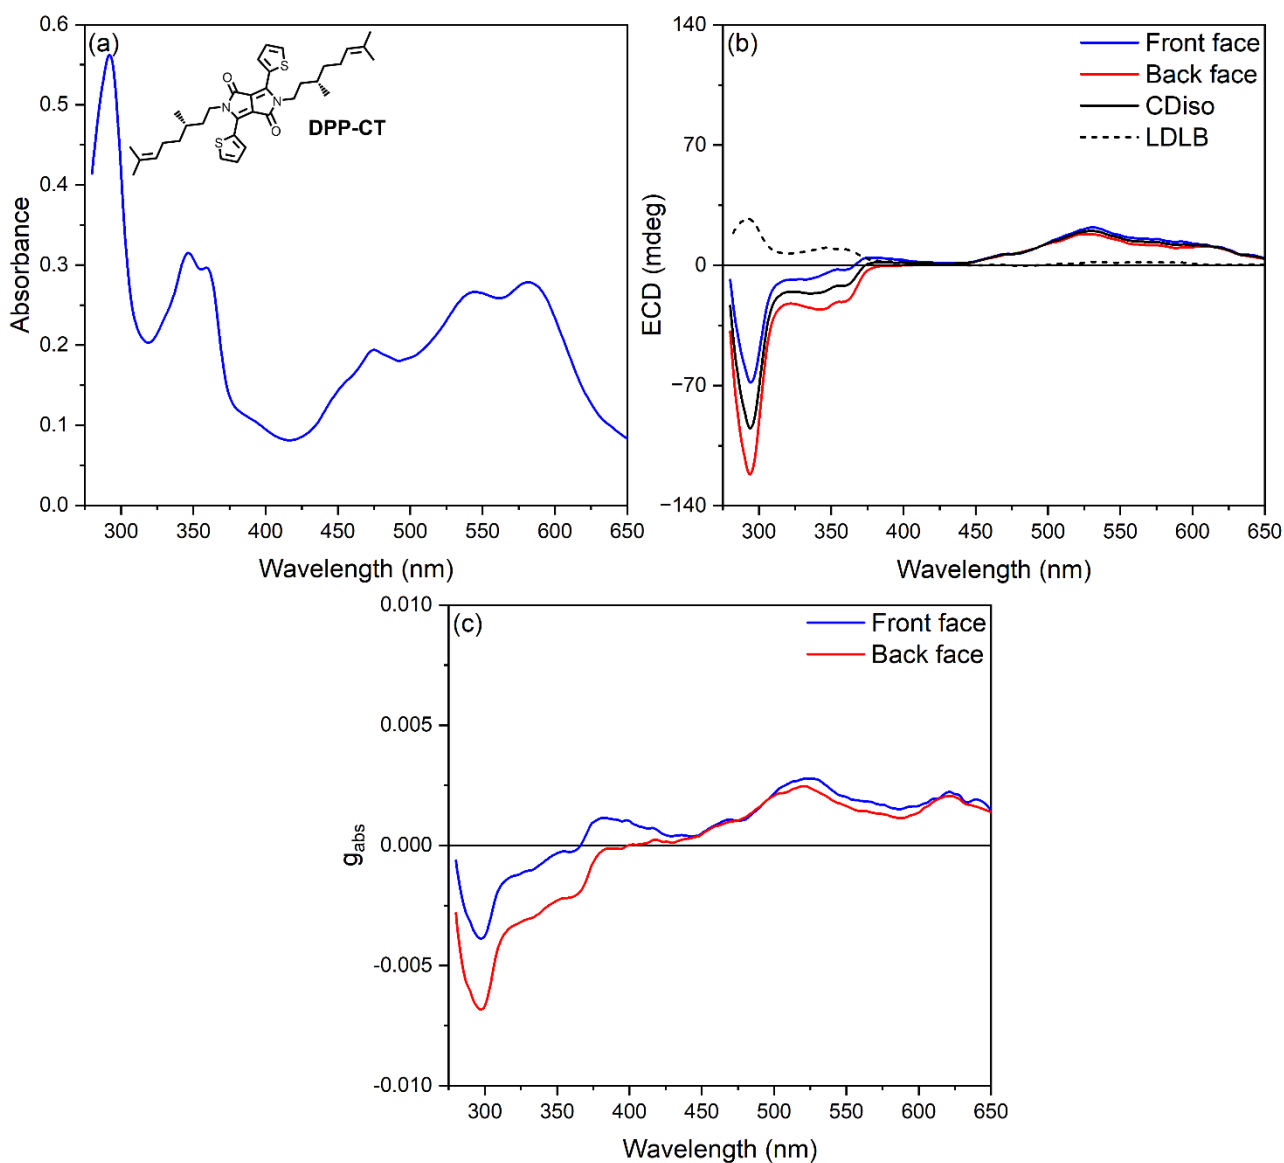 (a)
0.6
0.5
0.4
0.3
0.2
0.1
0.0
Absorbance
300 350 400 450 500 550 600 650
Wavelength (nm)
S
O
N
N
O
S
DPP-CT
(b)
140
70
0
−70
−140
ECD (mdeg)
300 350 400 450 500 550 600 650
Wavelength (nm)
Front face
Back face
CDiso
LDLB
(c)
0.010
0.005
0.000
-0.005
-0.010
gabs
300 350 400 450 500 550 600 650
Wavelength (nm)
Front face
Back face